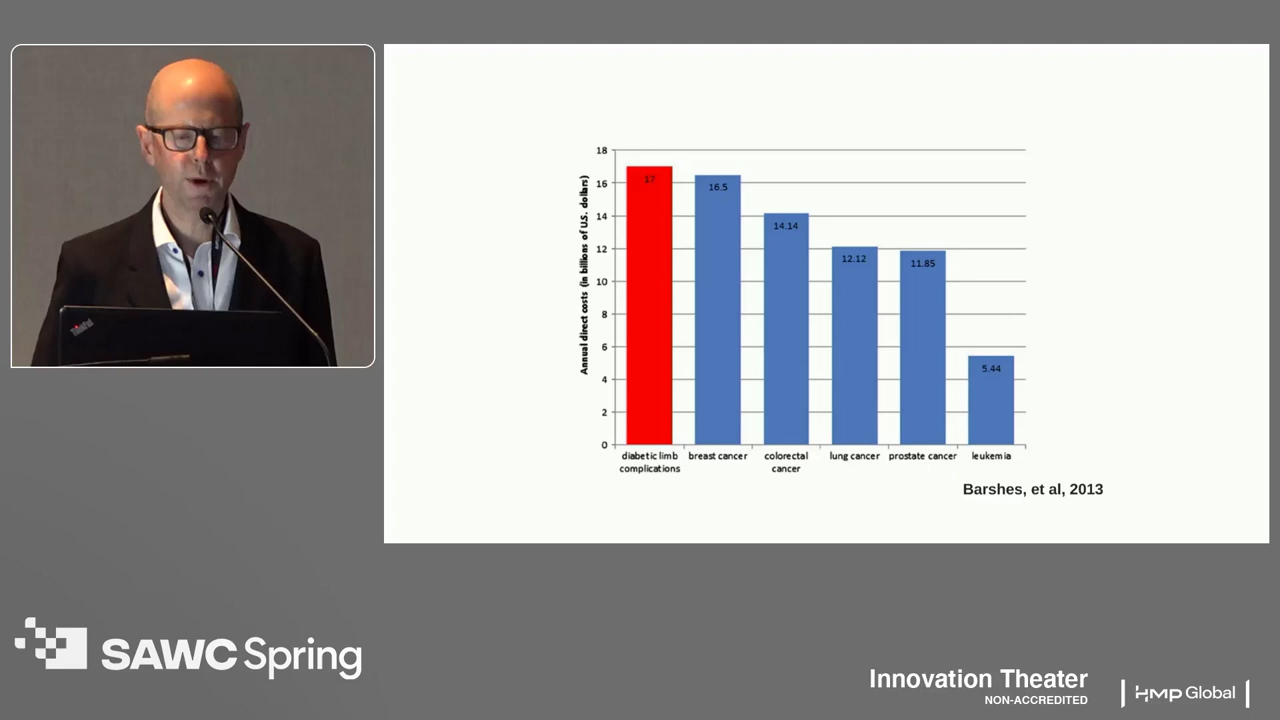 ThinkPad
18
16
14
12
10
8
6
4
2
0
Annual direct costs (in billions of U.S. dollars)
17
16.5
14.14
12.12
11.85
5.44
diabetic limb complications
breast cancer
colorectal cancer
lung cancer
prostate cancer
leukemia
Barshes, et al, 2013
SAWC Spring
Innovation Theater
NON-ACCREDITED
HMP Global